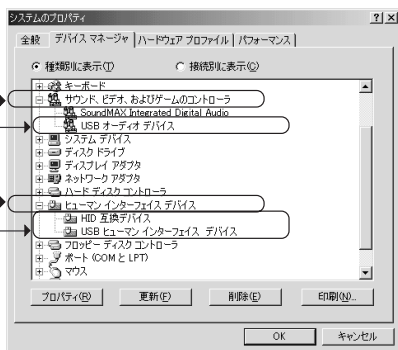 システムのプロパティ
全般 デバイス マネージャ ハードウェア プロファイル パフォーマンス
種類別に表示(T) 接続別に表示(C)
キーボード
サウンド、ビデオ、およびゲームのコントローラ
SoundMAX Integrated Digital Audio
USB オーディオ デバイス
システム デバイス
ディスク ドライブ
ディスプレイ アダプタ
ネットワーク アダプタ
ハード ディスク コントローラ
ヒューマン インターフェイス デバイス
HID 互換デバイス
USB ヒューマン インターフェイス デバイス
フロッピー ディスク コントローラ
ポート (COM と LPT)
マウス
プロパティ(R) 更新(F) 削除(E) 印刷(N)...
OK キャンセル